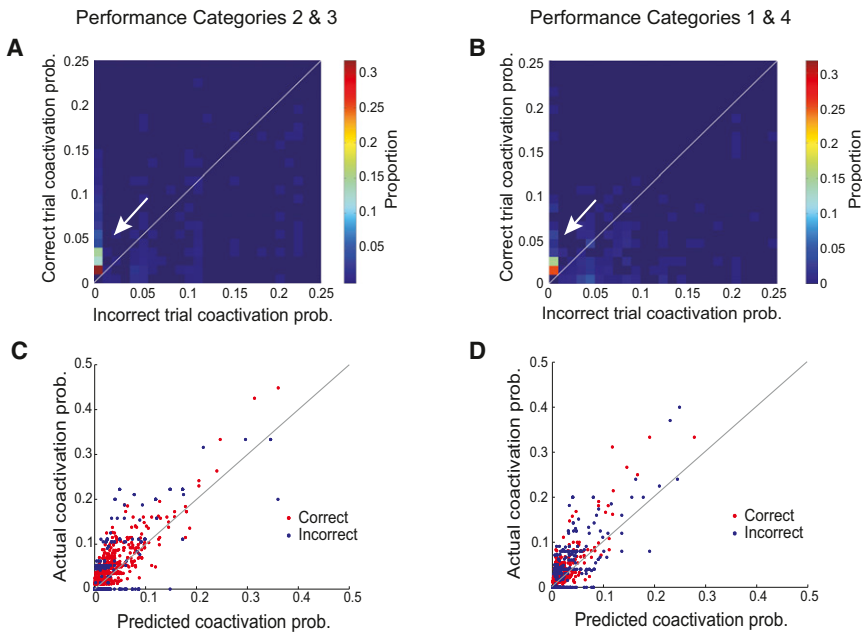 Performance Categories 2 & 3
Performance Categories 1 & 4
A
Correct trial coactivation prob.
0.25
0.2
0.15
0.1
0.05
0
0 0.05 0.1 0.15 0.2 0.25
Incorrect trial coactivation prob.
0.3
0.25
0.2
0.15
0.1
0.05
Proportion
B
Correct trial coactivation prob.
0.25
0.2
0.15
0.1
0.05
0
0 0.05 0.1 0.15 0.2 0.25
Incorrect trial coactivation prob.
0.3
0.25
0.2
0.15
0.1
0.05
0
Proportion
C
Actual coactivation prob.
0.5
0.4
0.3
0.2
0.1
0
0 0.1 0.2 0.3 0.4 0.5
Predicted coactivation prob.
Correct
Incorrect
D
Actual coactivation prob.
0.5
0.4
0.3
0.2
0.1
0
0 0.1 0.2 0.3 0.4 0.5
Predicted coactivation prob.
Correct
Incorrect